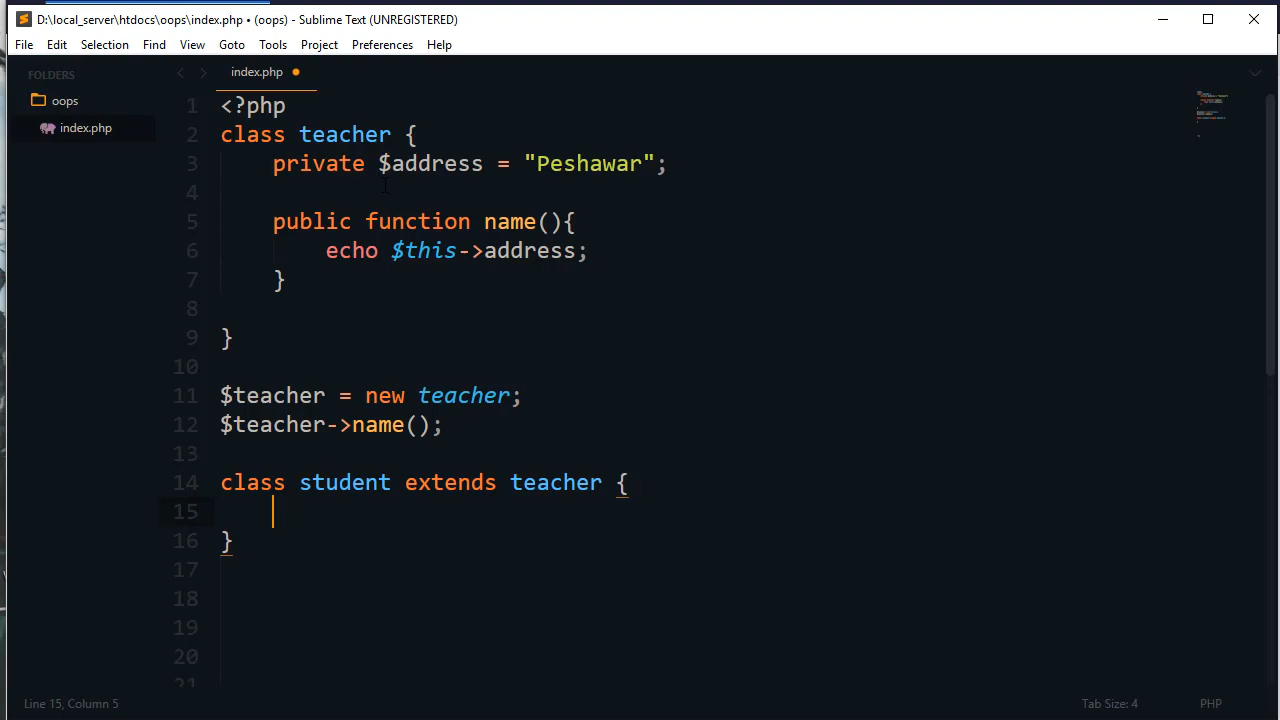 D:\local_server\htdocs\oops\index.php • (oops) - Sublime Text (UNREGISTERED)
File Edit Selection Find View Goto Tools Project Preferences Help
FOLDERS
oops
index.php
index.php
1 <?php
2 class teacher {
3 private $address = "Peshawar";
4
5 public function name(){
6 echo $this->address;
7 }
8
9 }
10
11 $teacher = new teacher;
12 $teacher->name();
13
14 class student extends teacher {
15
16 }
17
18
19
20
21
Line 15, Column 5
Tab Size: 4
PHP